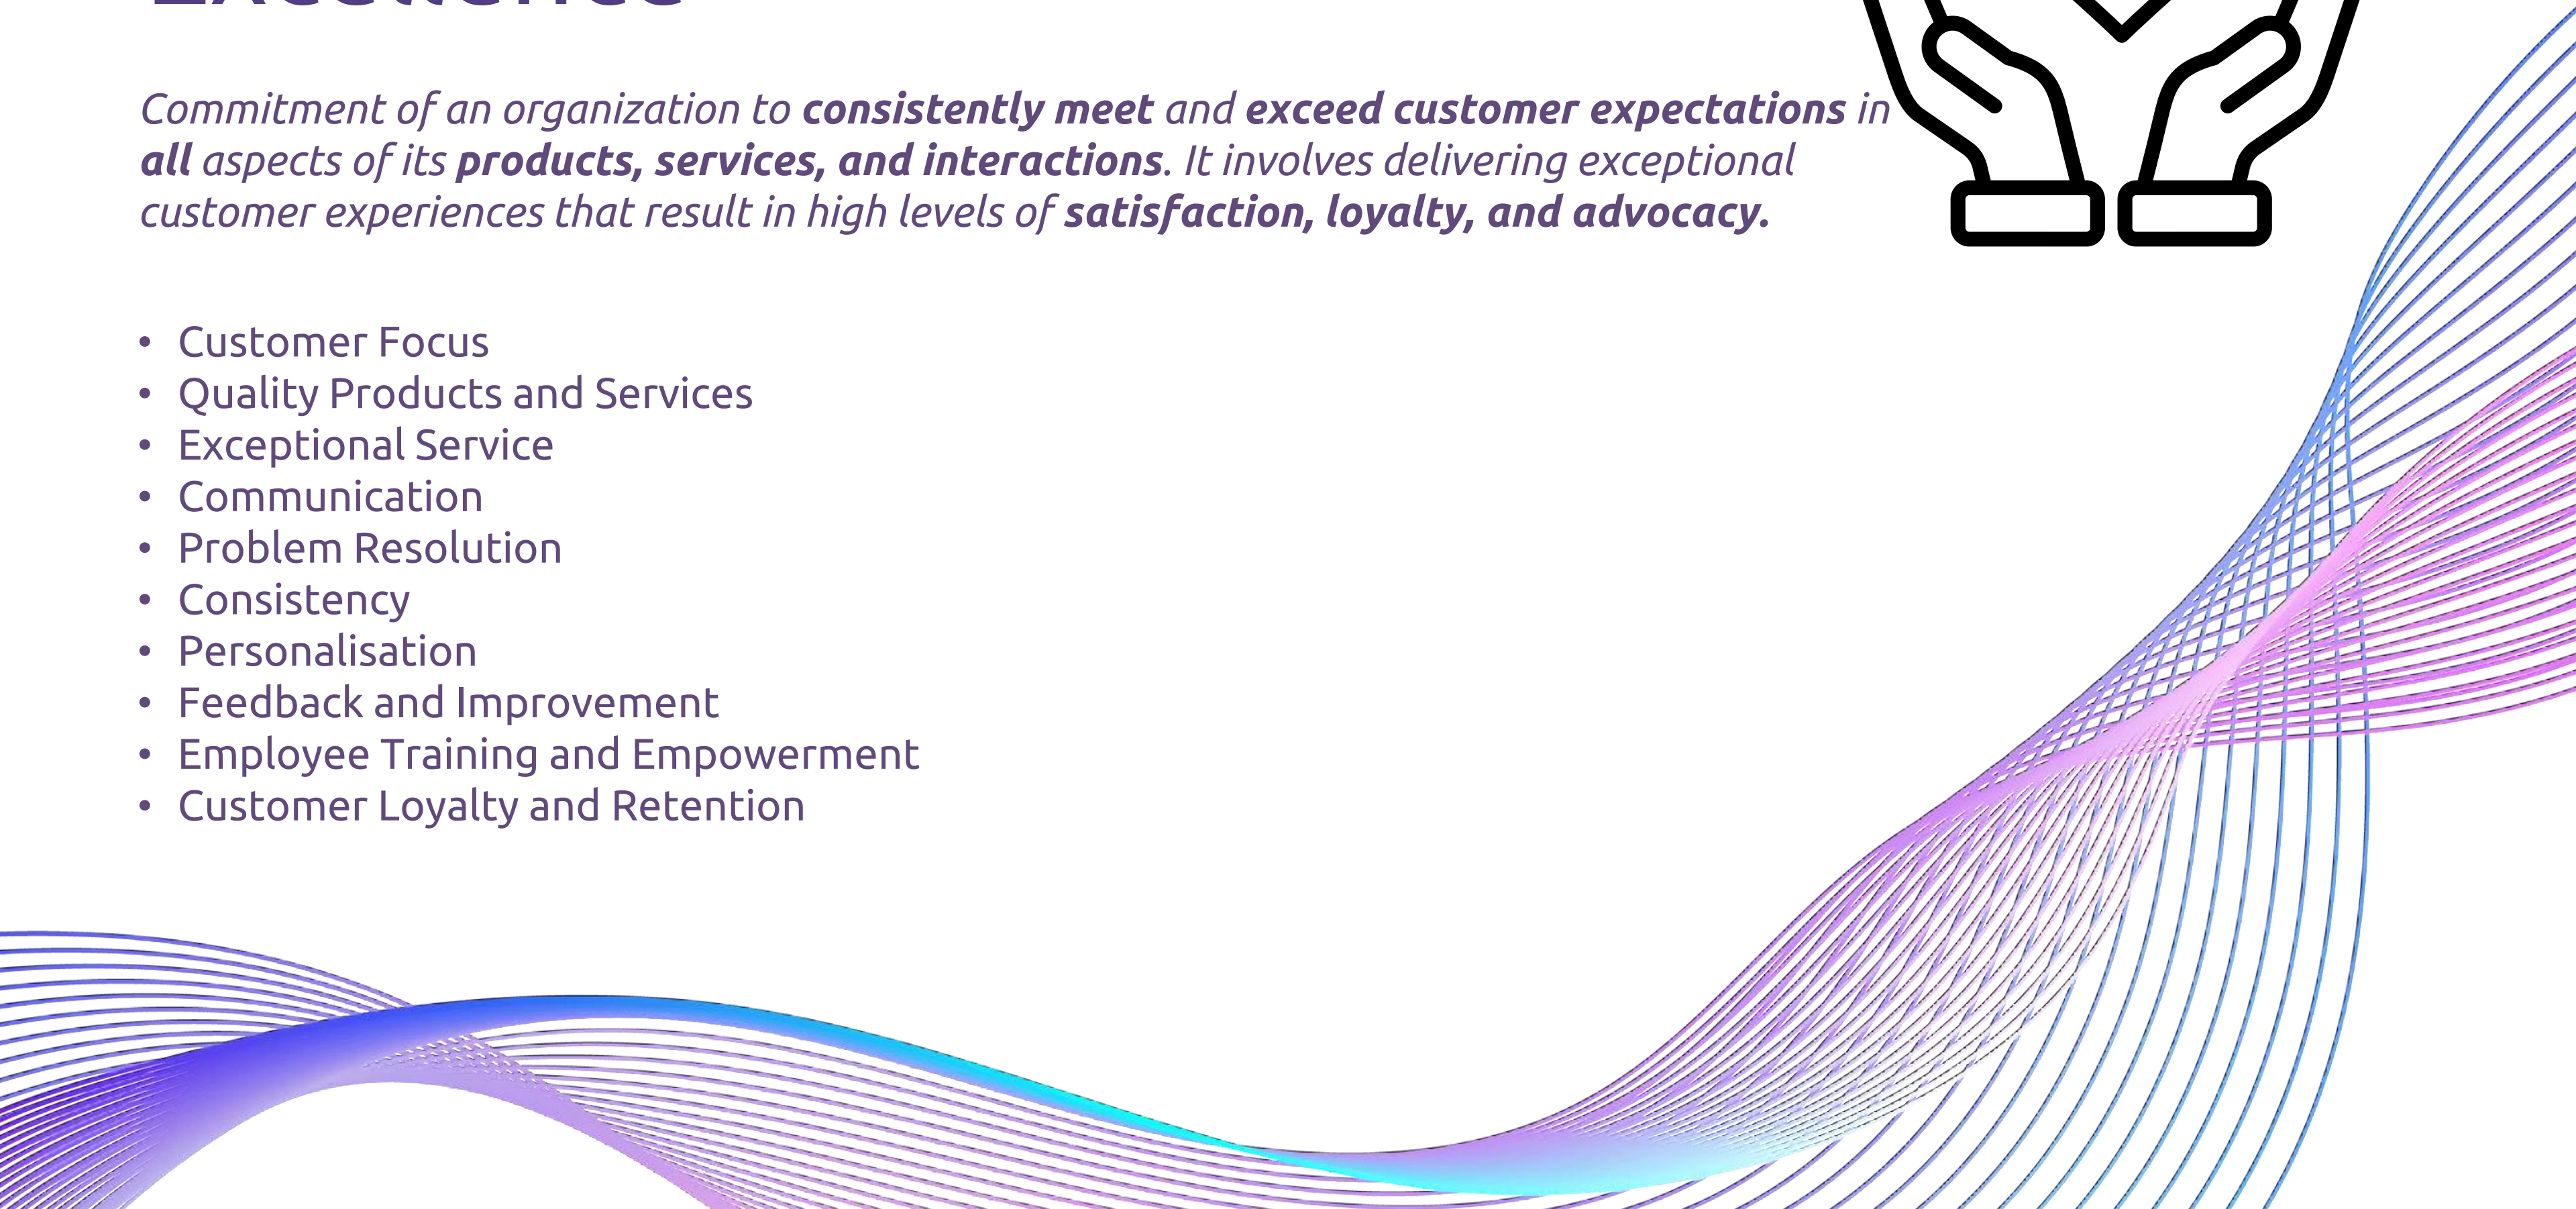 Excellence
Commitment of an organization to consistently meet and exceed customer expectations in
all aspects of its products, services, and interactions. It involves delivering exceptional
customer experiences that result in high levels of satisfaction, loyalty, and advocacy.
• Customer Focus
• Quality Products and Services
• Exceptional Service
• Communication
• Problem Resolution
• Consistency
• Personalisation
• Feedback and Improvement
• Employee Training and Empowerment
• Customer Loyalty and Retention